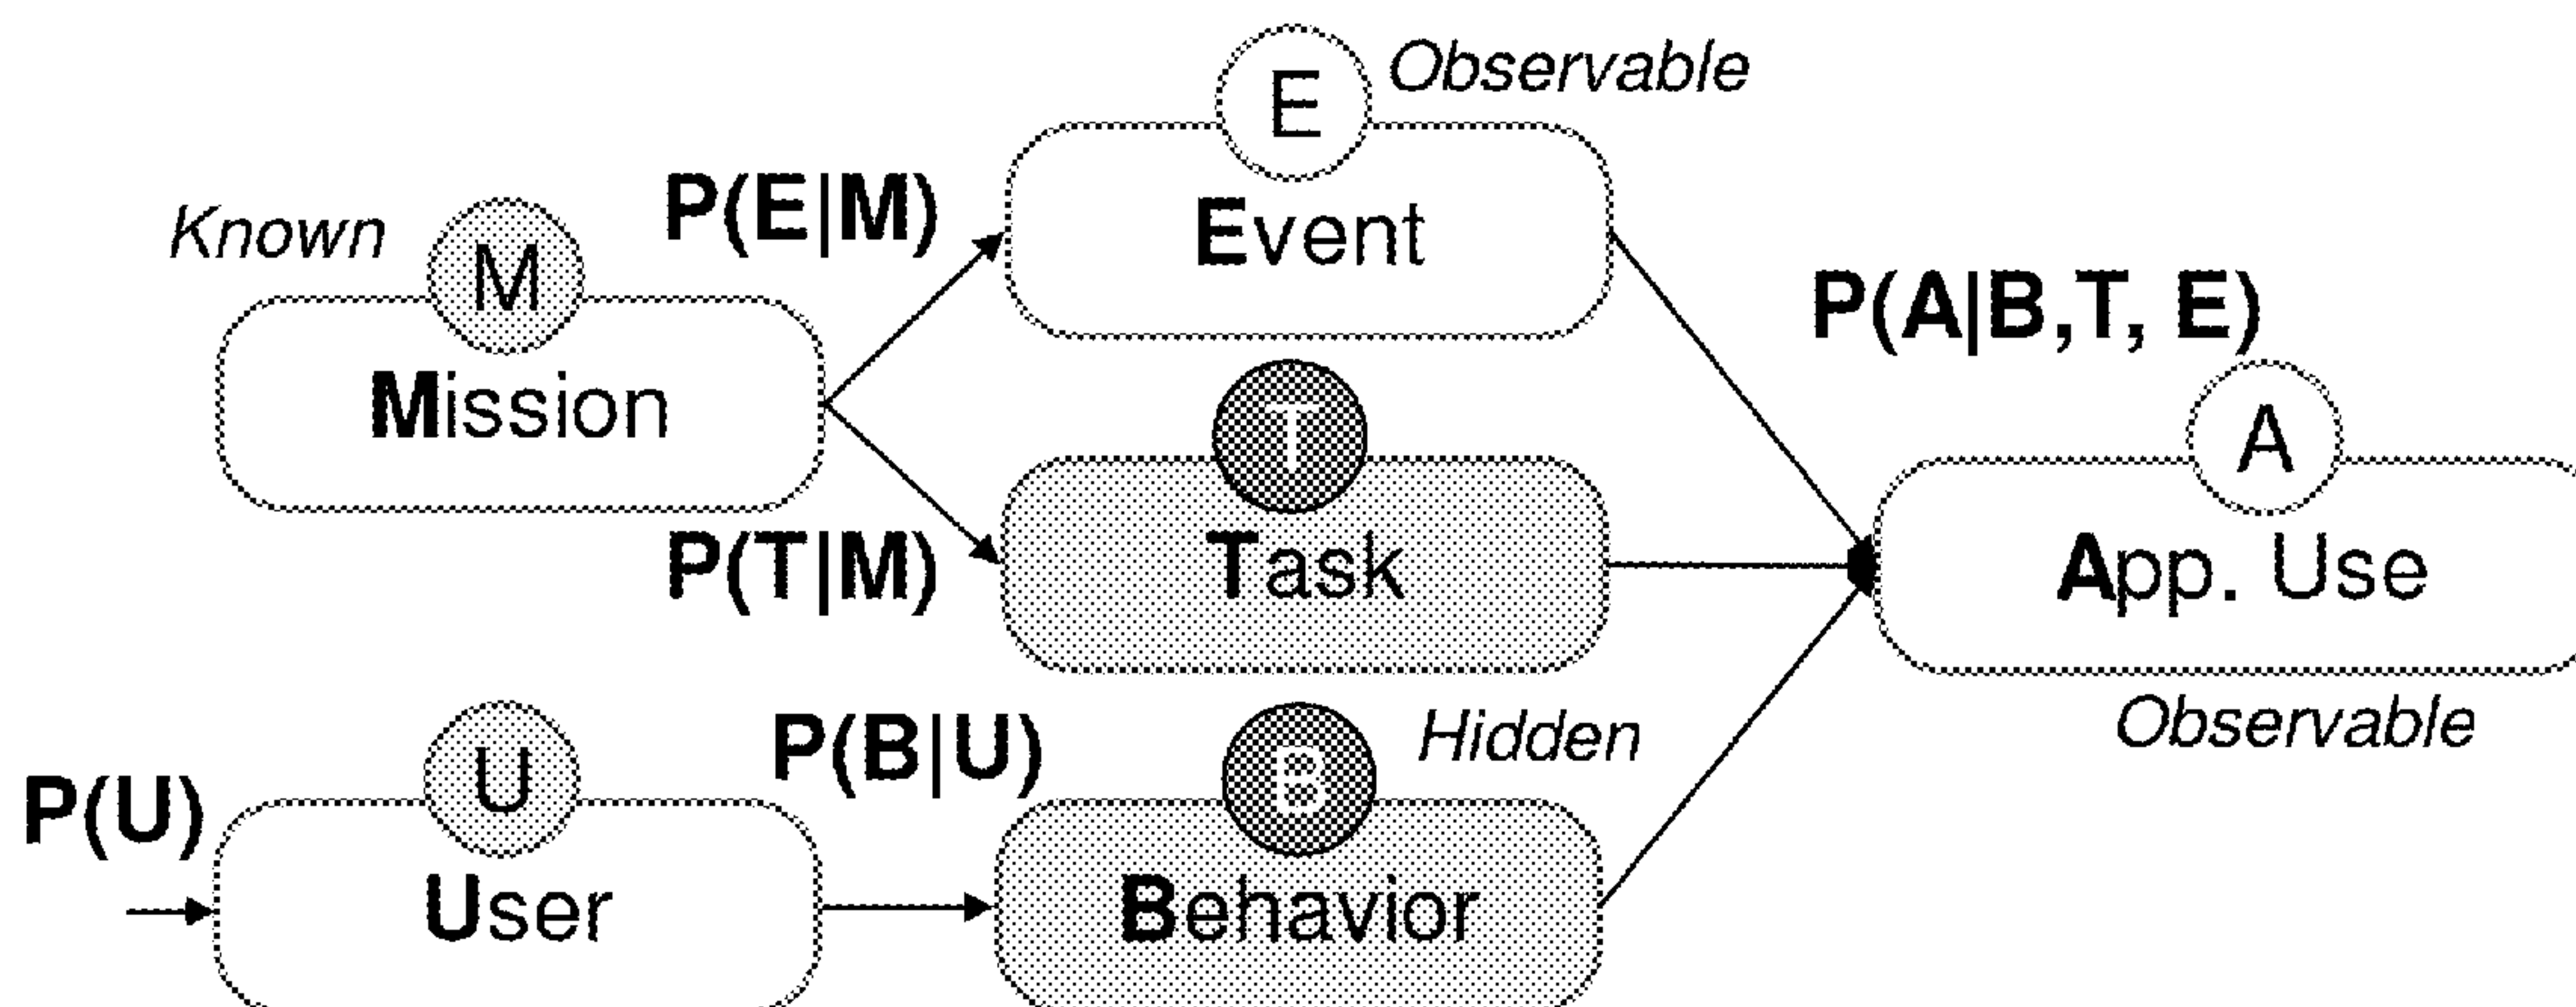 E Observable
Event
P(E|M)
Known M
Mission
P(A|B,T, E)
T
Task
P(T|M)
A
App. Use
Observable
P(U)
U
User
P(B|U)
B Hidden
Behavior